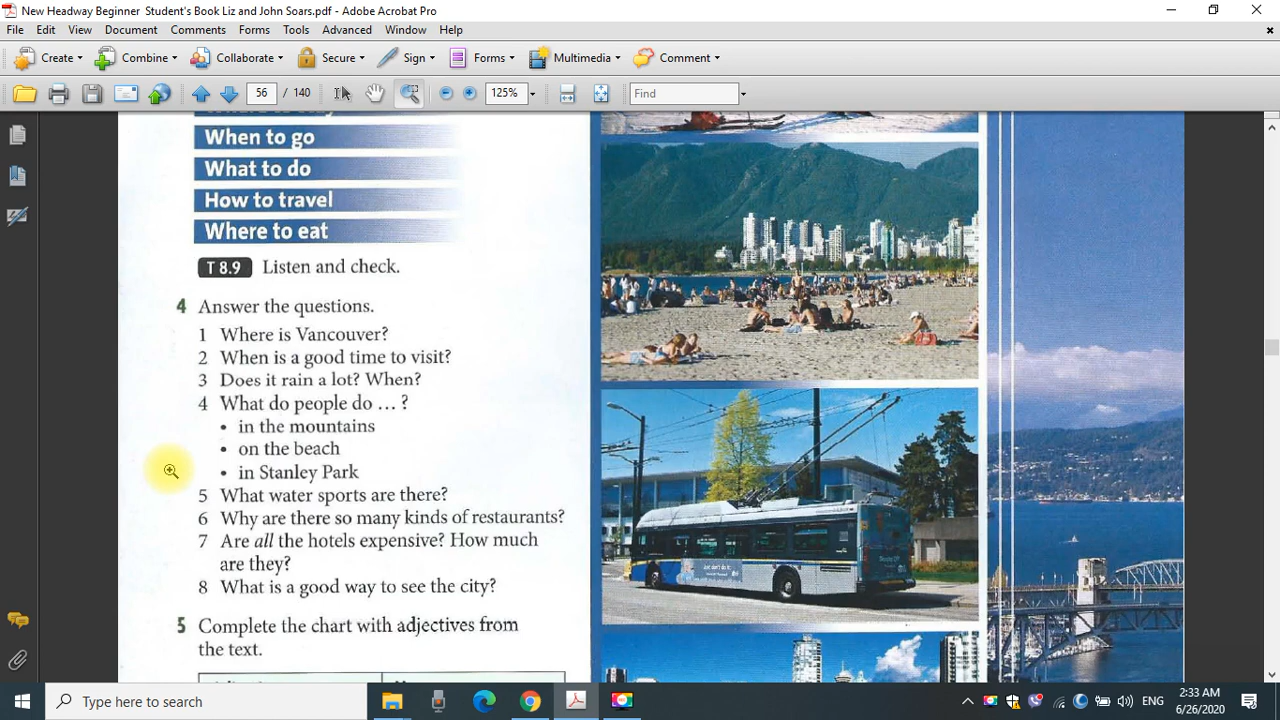 New Headway Beginner Student's Book Liz and John Soars.pdf - Adobe Acrobat Pro
File Edit View Document Comments Forms Tools Advanced Window Help
Create Combine Collaborate Secure Sign Forms Multimedia Comment
56 / 140 125% Find
When to go
What to do
How to travel
Where to eat
T 8.9 Listen and check.
4 Answer the questions.
1 Where is Vancouver?
2 When is a good time to visit?
3 Does it rain a lot? When?
4 What do people do … ?
• in the mountains
• on the beach
• in Stanley Park
5 What water sports are there?
6 Why are there so many kinds of restaurants?
7 Are all the hotels expensive? How much
are they?
8 What is a good way to see the city?
5 Complete the chart with adjectives from
the text.
Type here to search
ENG
2:33 AM
6/26/2020